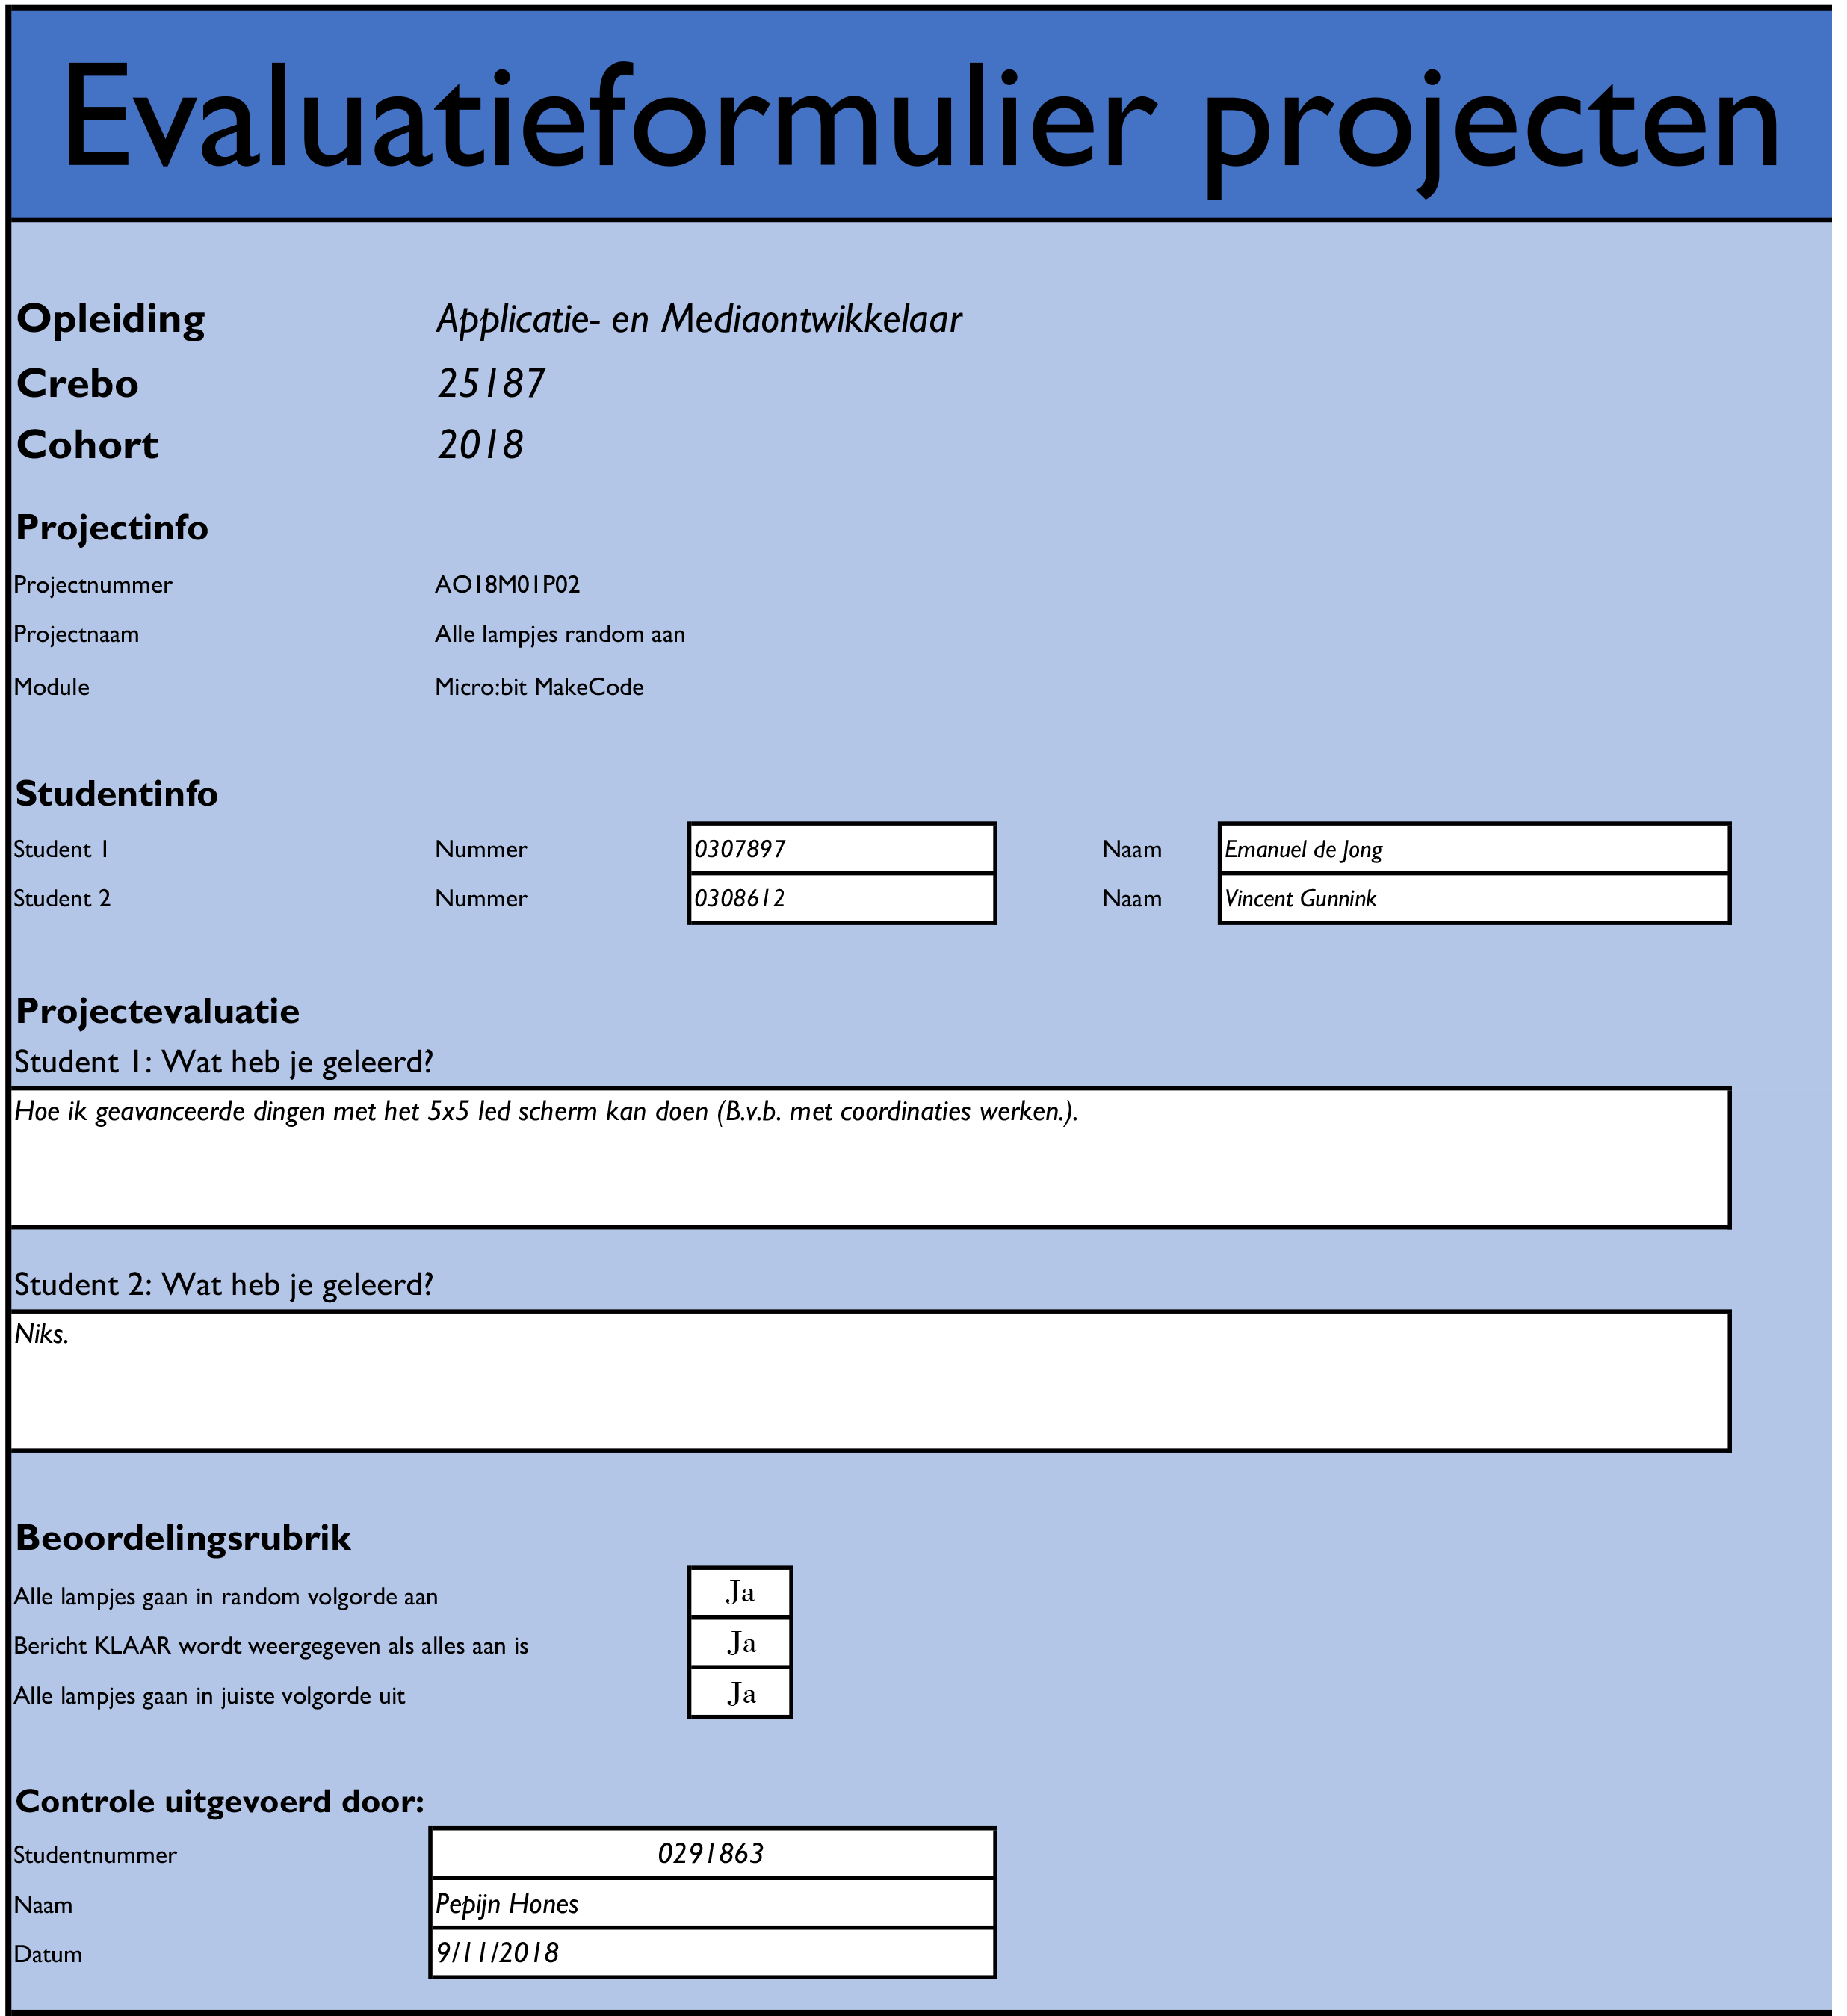 Evaluatieformulier projecten
Opleiding Applicatie- en Mediaontwikkelaar
Crebo 25187
Cohort 2018
Projectinfo
Projectnummer AO18M01P02
Projectnaam Alle lampjes random aan
Module Micro:bit MakeCode
Studentinfo
Student 1 Nummer 0307897 Naam Emanuel de Jong
Student 2 Nummer 0308612 Naam Vincent Gunnink
Projectevaluatie
Student 1: Wat heb je geleerd?
Hoe ik geavanceerde dingen met het 5x5 led scherm kan doen (B.v.b. met coordinaties werken.).
Student 2: Wat heb je geleerd?
Niks.
Beoordelingsrubrik
Alle lampjes gaan in random volgorde aan Ja
Bericht KLAAR wordt weergegeven als alles aan is Ja
Alle lampjes gaan in juiste volgorde uit Ja
Controle uitgevoerd door:
Studentnummer 0291863
Naam Pepijn Hones
Datum 9/11/2018